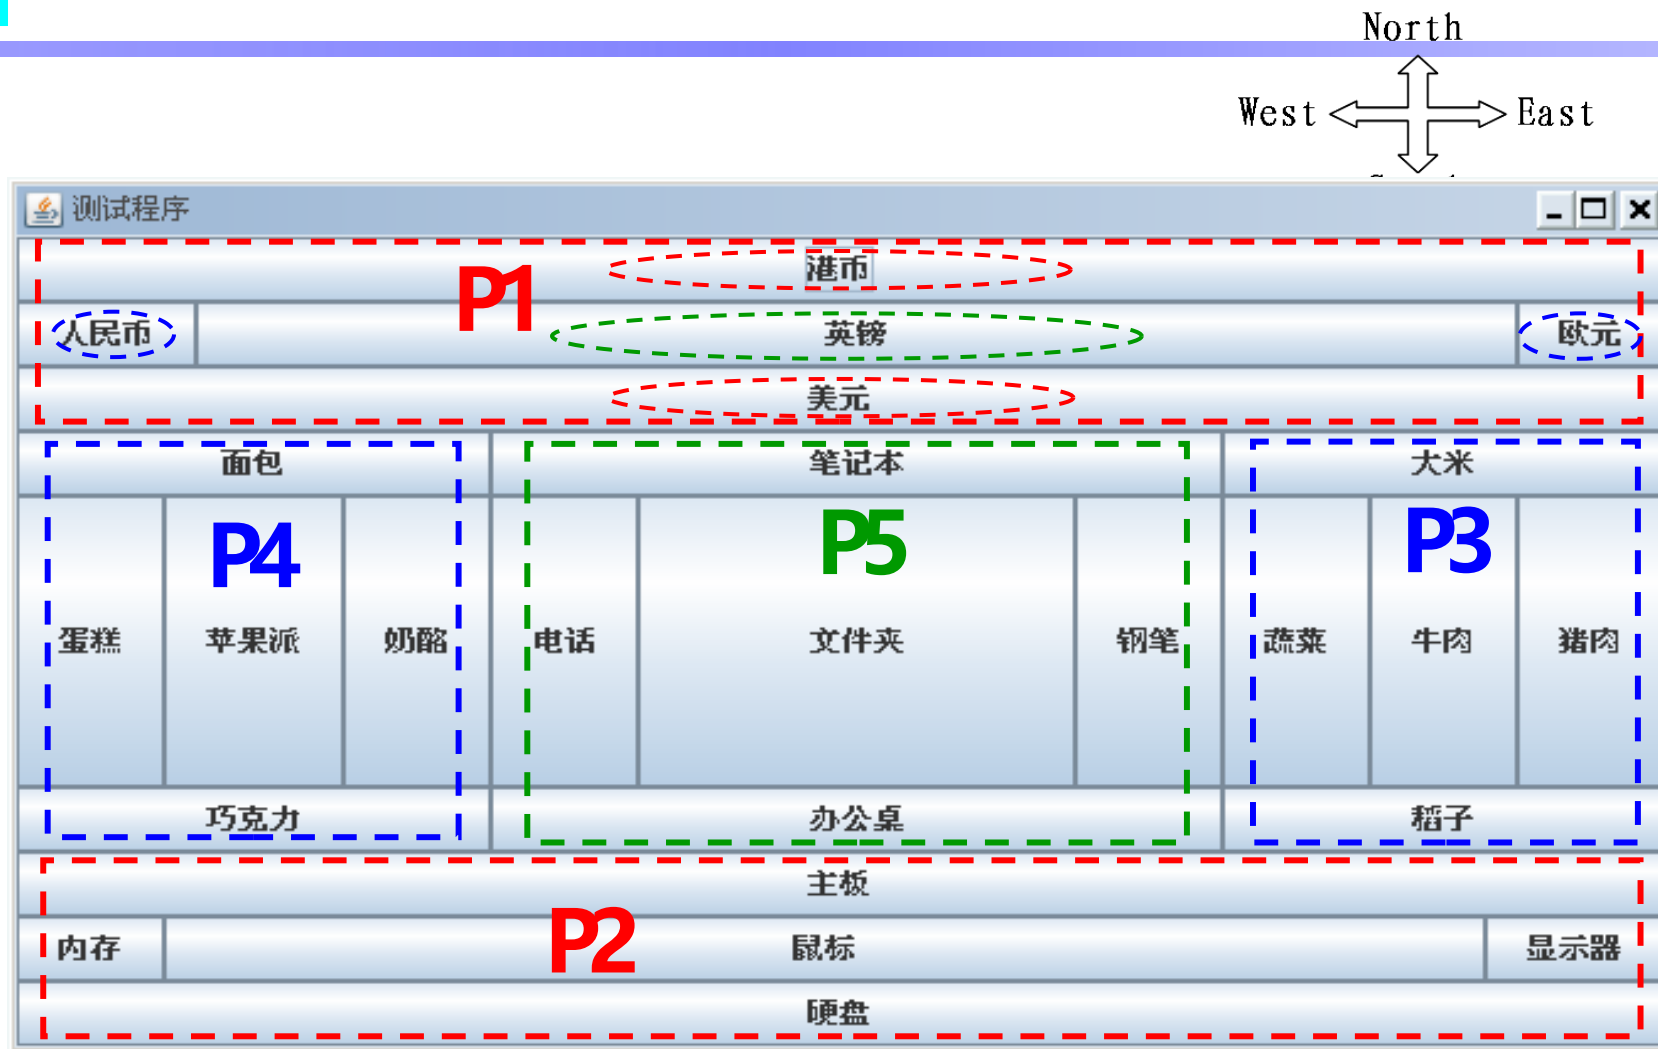 North
West East
测试程序
港币
P1
人民币 英镑 欧元
美元
面包 笔记本 大米
P4 P5 P3
蛋糕 苹果派 奶酪 电话 文件夹 钢笔 蔬菜 牛肉 猪肉
巧克力 办公桌 稻子
主板
P2
内存 鼠标 显示器
硬盘